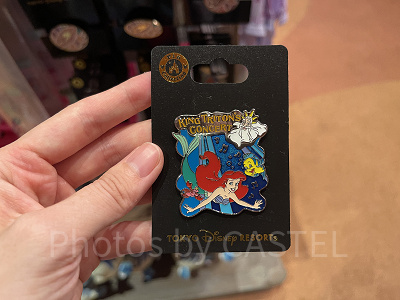 KING TRITON'S
CONCERT
Photos by CASTEL
TOKYO Disney RESORT®